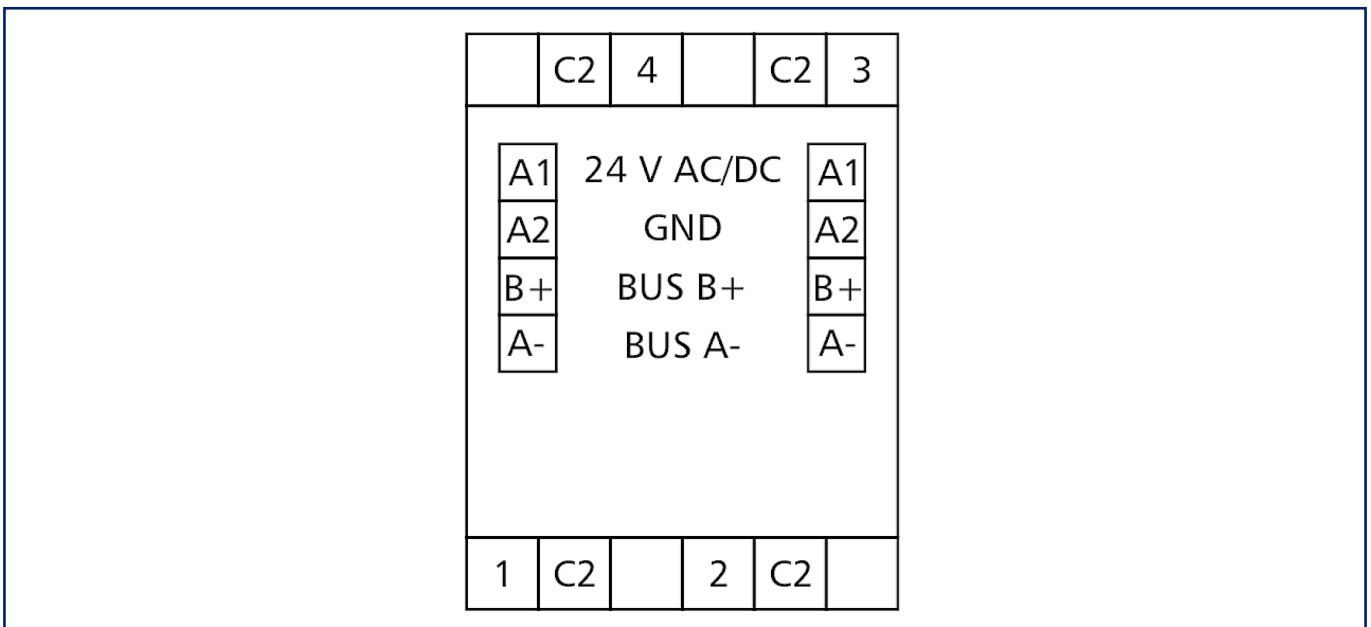 C2 4 C2 3
A1 24 V AC/DC A1
A2 GND A2
B+ BUS B+ B+
A- BUS A- A-
1 C2 2 C2